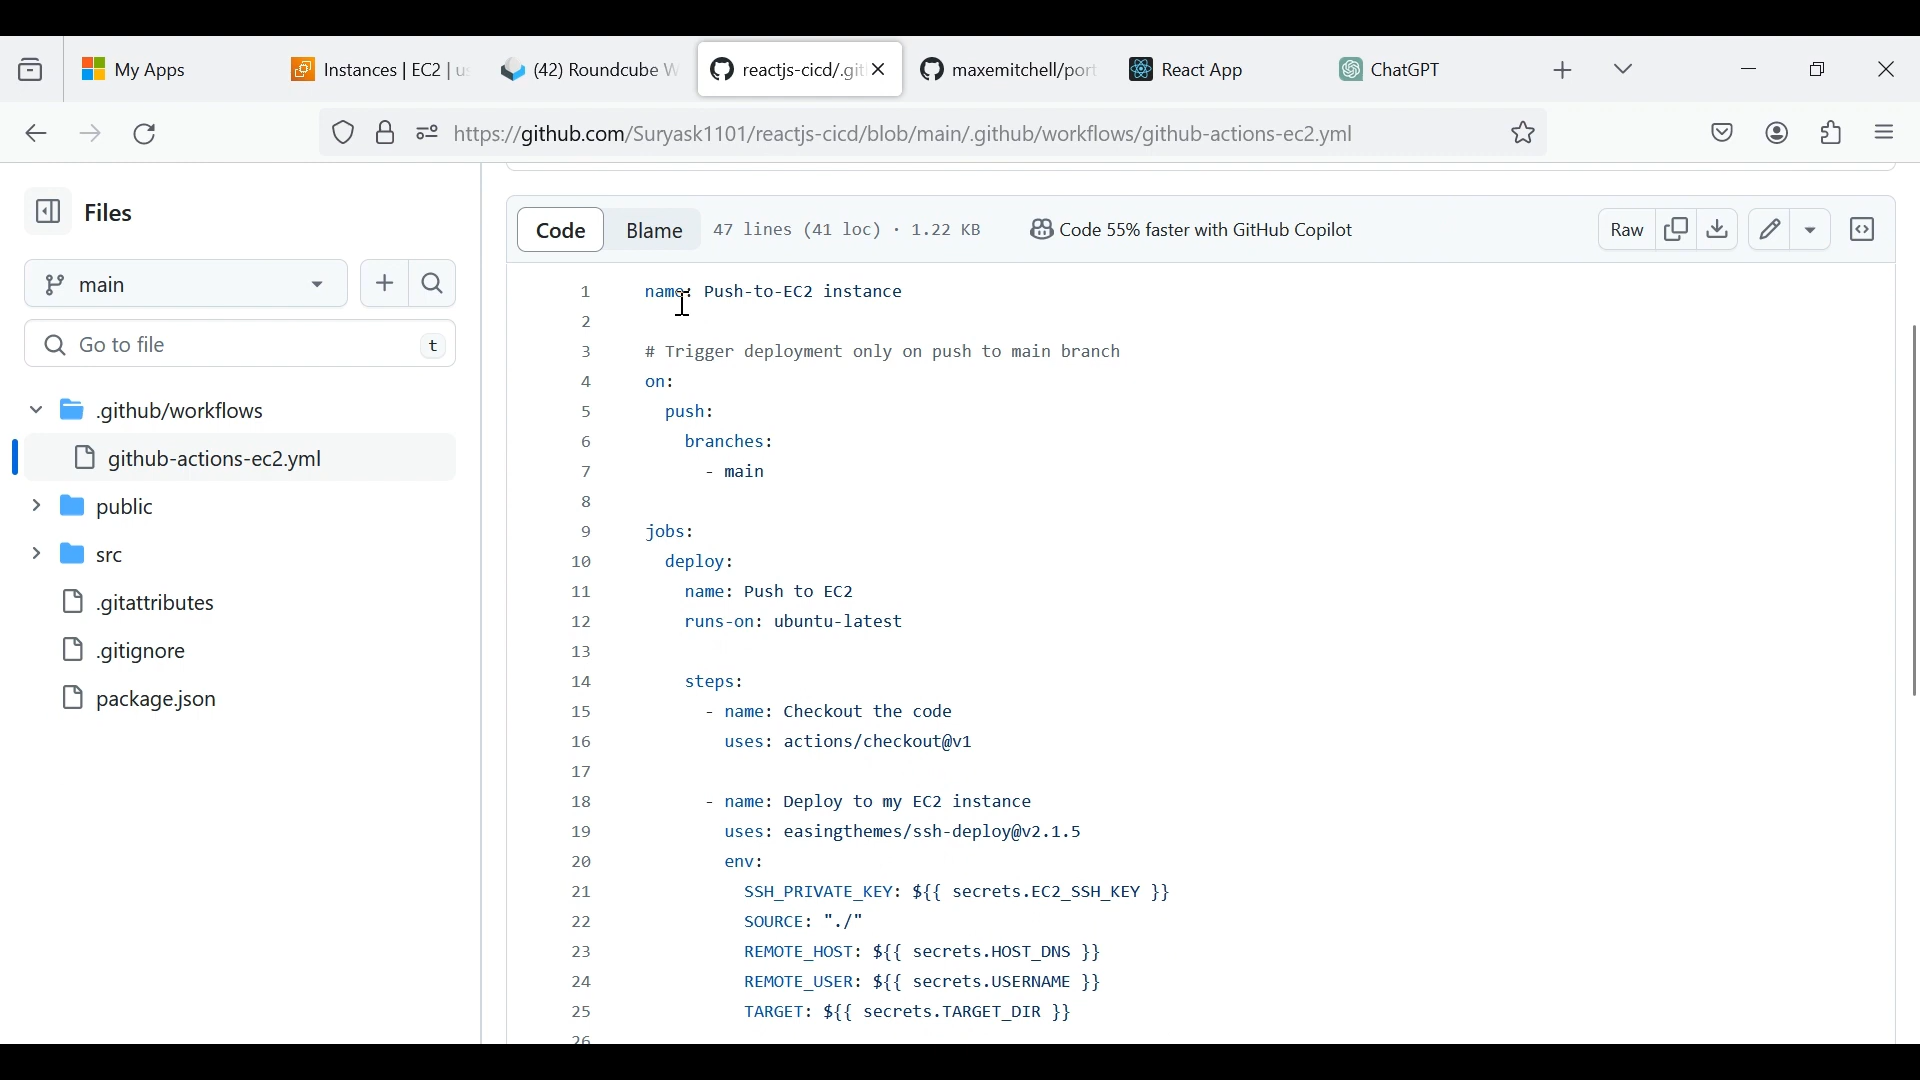 My Apps
Instances | EC2 | us
(42) Roundcube W
reactjs-cicd/.git
maxemitchell/port
React App
ChatGPT
https://github.com/Suryask1101/reactjs-cicd/blob/main/.github/workflows/github-actions-ec2.yml
Files
main
Go to file
t
.github/workflows
github-actions-ec2.yml
public
src
.gitattributes
.gitignore
package.json
Code
Blame
47 lines (41 loc) · 1.22 KB
Code 55% faster with GitHub Copilot
Raw
1 name: Push-to-EC2 instance
2
3 # Trigger deployment only on push to main branch
4 on:
5 push:
6 branches:
7 - main
8
9 jobs:
10 deploy:
11 name: Push to EC2
12 runs-on: ubuntu-latest
13
14 steps:
15 - name: Checkout the code
16 uses: actions/checkout@v1
17
18 - name: Deploy to my EC2 instance
19 uses: easingthemes/ssh-deploy@v2.1.5
20 env:
21 SSH_PRIVATE_KEY: ${{ secrets.EC2_SSH_KEY }}
22 SOURCE: "./"
23 REMOTE_HOST: ${{ secrets.HOST_DNS }}
24 REMOTE_USER: ${{ secrets.USERNAME }}
25 TARGET: ${{ secrets.TARGET_DIR }}
26